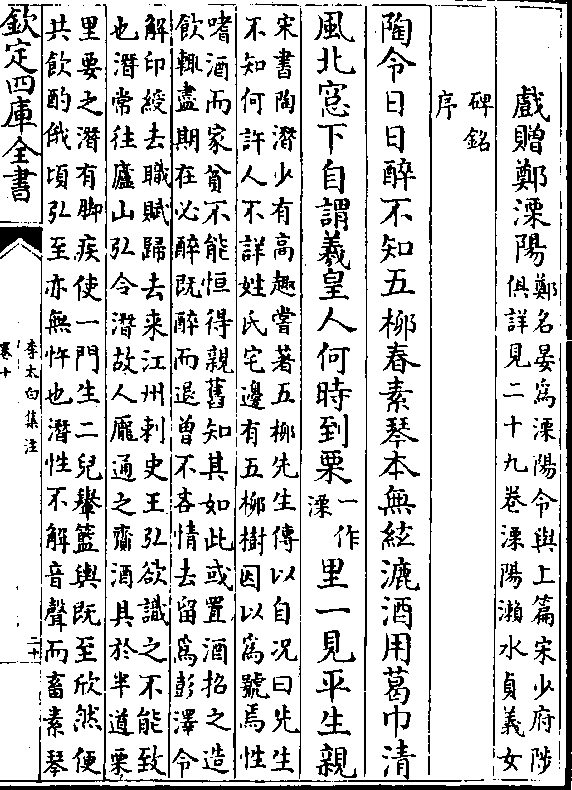 戲贈鄭溧陽鄭名晏為溧陽令與上篇宋少府陟
俱詳見二十九卷溧陽瀨水貞義女
碑銘
序
陶令日日醉不知五柳春素琴本無絃漉酒用葛巾清
風北窓下自謂羲皇人何時到栗一作
溧里一見平生親
宋書陶潛少有高趣嘗著五柳先生傳以自况曰先生
不知何許人不詳姓氏宅邊有五柳樹因以為號焉性
嗜酒而家貧不能恒得親舊知其如此或置酒招之造
飲輒盡期在必醉既醉而退曾不吝情去留為彭澤令
解印綬去職賦歸去来江州刺史王弘欲識之不能致
也潛常往廬山弘令潛故人龐通之齎酒具於半道栗
里要之潛有脚疾使一門生二兒轝籃輿既至欣然便
共飲酌俄頃弘至亦無忤也潛性不解音聲而畜素琴
欽定四庫全書
李太白集注
卷十
二十